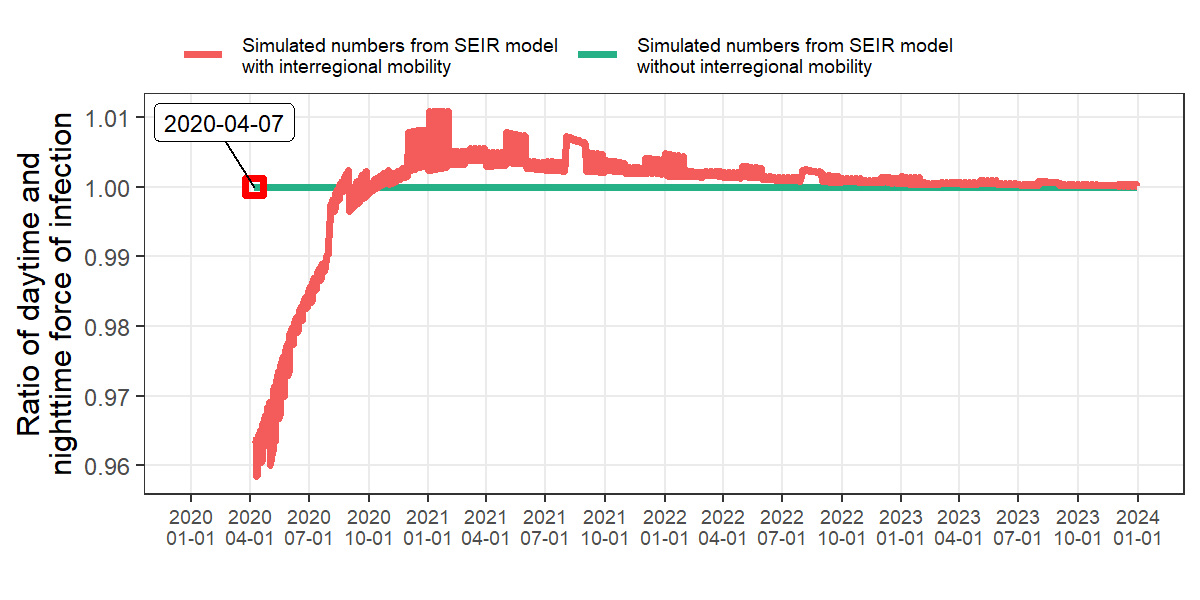 Simulated numbers from SEIR model
with interregional mobility
Simulated numbers from SEIR model
without interregional mobility
2020-04-07
Ratio of daytime and
nighttime force of infection
1.01
1.00
0.99
0.98
0.97
0.96
2020 2020 2020 2020 2021 2021 2021 2021 2022 2022 2022 2022 2023 2023 2023 2023 2024
01-01 04-01 07-01 10-01 01-01 04-01 07-01 10-01 01-01 04-01 07-01 10-01 01-01 04-01 07-01 10-01 01-01